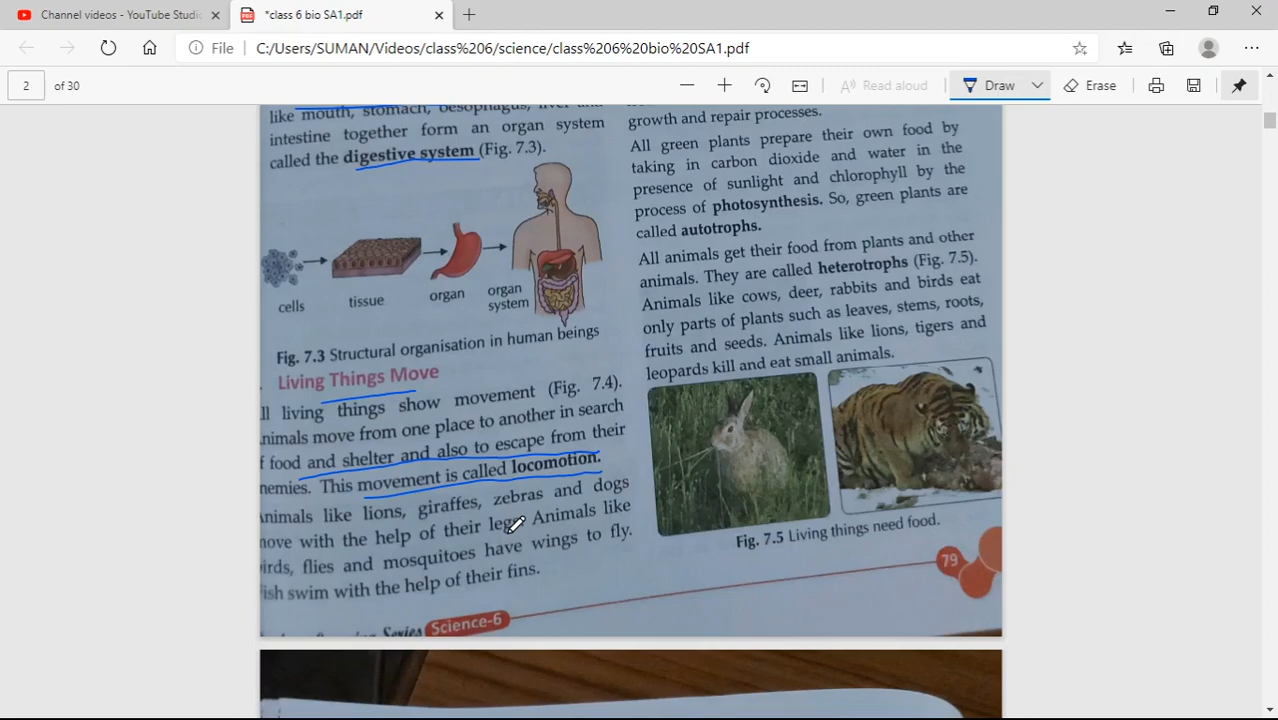 Channel videos - YouTube Studi
*class 6 bio SA1.pdf
File
C:/Users/SUMAN/Videos/class%206/science/class%206%20bio%20SA1.pdf
2
of 30
Read aloud
Draw
Erase
like mouth, stomach, oesophagus, liver and
intestine together form an organ system
called the digestive system (Fig. 7.3).
cells
tissue
organ
organ
system
Fig. 7.3 Structural organisation in human beings
Living Things Move
ll living things show movement (Fig. 7.4).
nimals move from one place to another in search
f food and shelter and also to escape from their
nemies. This movement is called locomotion.
nimals like lions, giraffes, zebras and dogs
ove with the help of their legs. Animals like
irds, flies and mosquitoes have wings to fly.
ish swim with the help of their fins.
Series Science-6
growth and repair processes.
All green plants prepare their own food by
taking in carbon dioxide and water in the
presence of sunlight and chlorophyll by the
process of photosynthesis. So, green plants are
called autotrophs.
All animals get their food from plants and other
animals. They are called heterotrophs (Fig. 7.5).
Animals like cows, deer, rabbits and birds eat
only parts of plants such as leaves, stems, roots,
fruits and seeds. Animals like lions, tigers and
leopards kill and eat small animals.
Fig. 7.5 Living things need food.
79